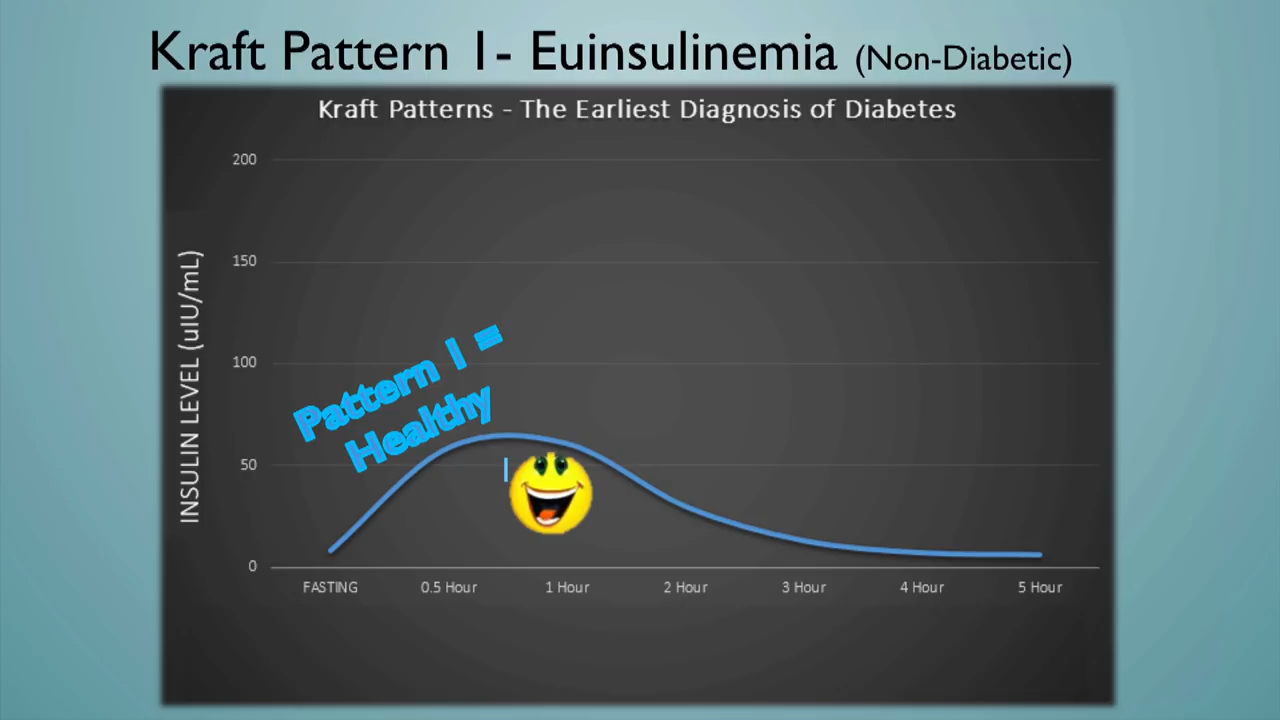 Kraft Pattern 1- Euinsulinemia (Non-Diabetic)
Kraft Patterns - The Earliest Diagnosis of Diabetes
200
150
100
50
0
INSULIN LEVEL (uIU/mL)
Pattern 1 =
Healthy
1
FASTING 0.5 Hour 1 Hour 2 Hour 3 Hour 4 Hour 5 Hour